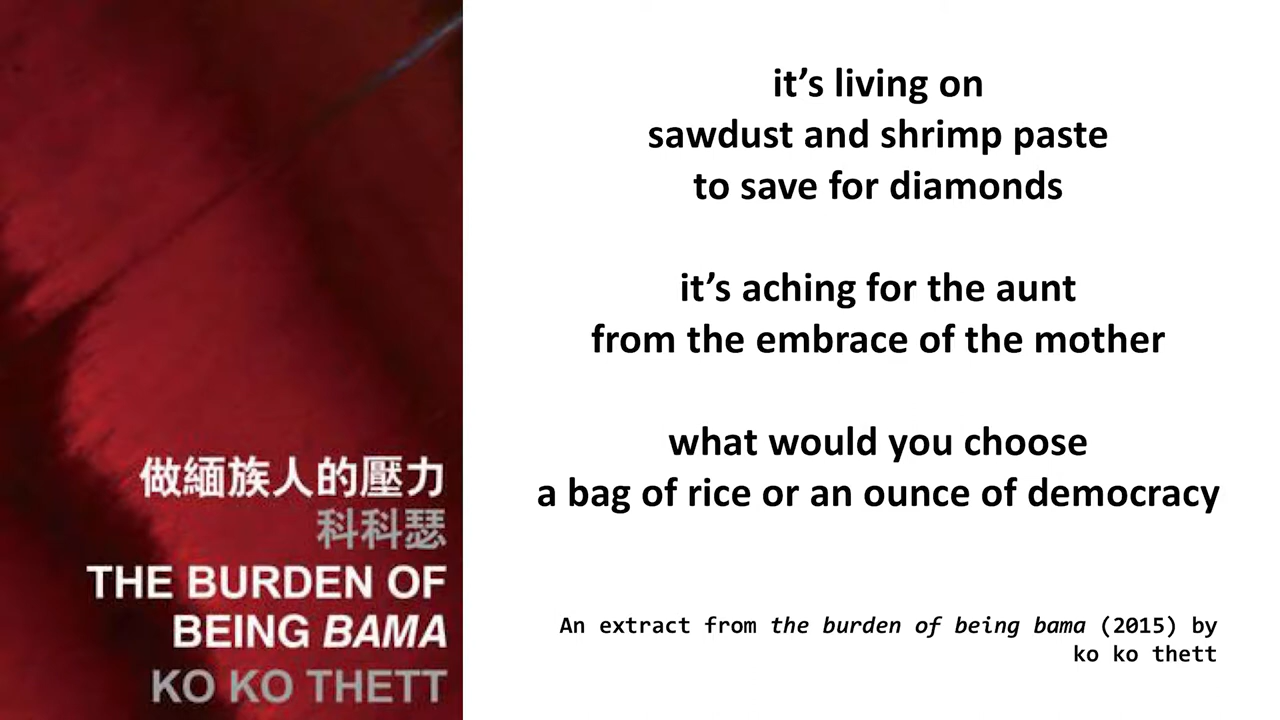 做緬族人的壓力
科科瑟
THE BURDEN OF
BEING BAMA
KO KO THETT
it’s living on
sawdust and shrimp paste
to save for diamonds
it’s aching for the aunt
from the embrace of the mother
what would you choose
a bag of rice or an ounce of democracy
An extract from the burden of being bama (2015) by
ko ko thett